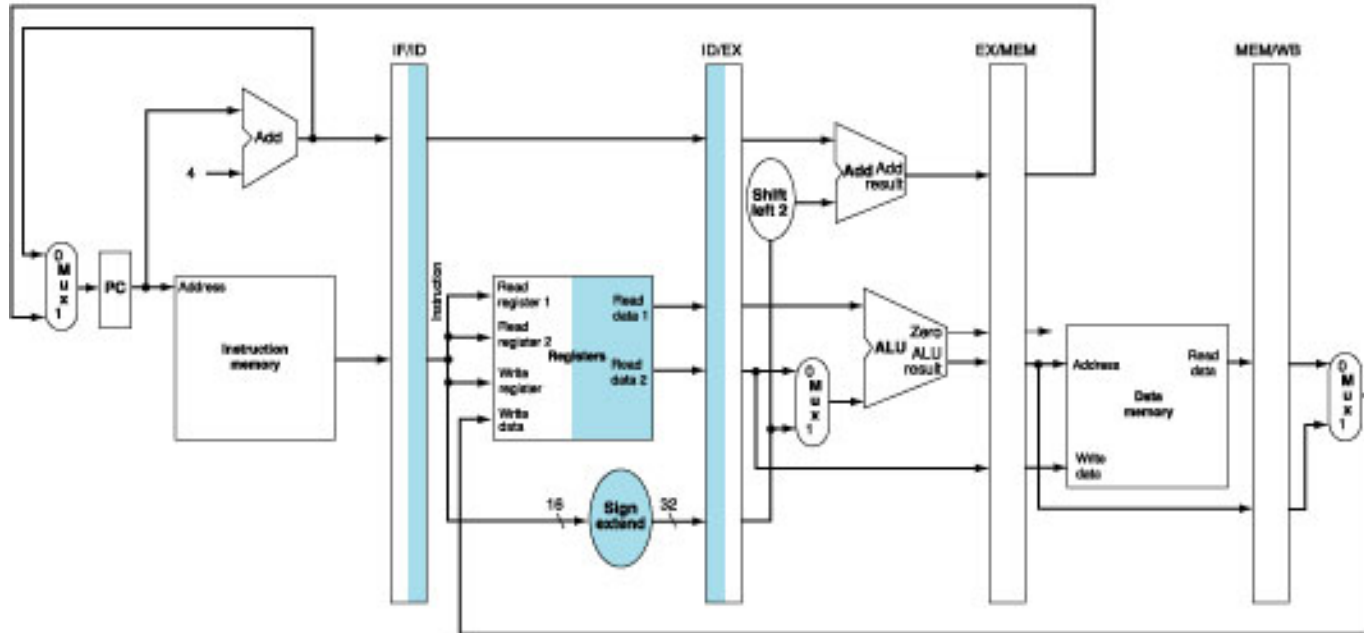 IF/ID
ID/EX
EX/MEM
MEM/WB
Add
4
Add Add
result
Shift
left 2
0
M
u
x
1
PC
Address
Instruction
memory
Instruction
Read
register 1
Read
register 2
Write
register
Write
data
Registers
Read
data 1
Read
data 2
16
Sign
extend
32
0
M
u
x
1
Zero
ALU
ALU
result
Address
Read
data
Data
memory
Write
data
0
M
u
x
1